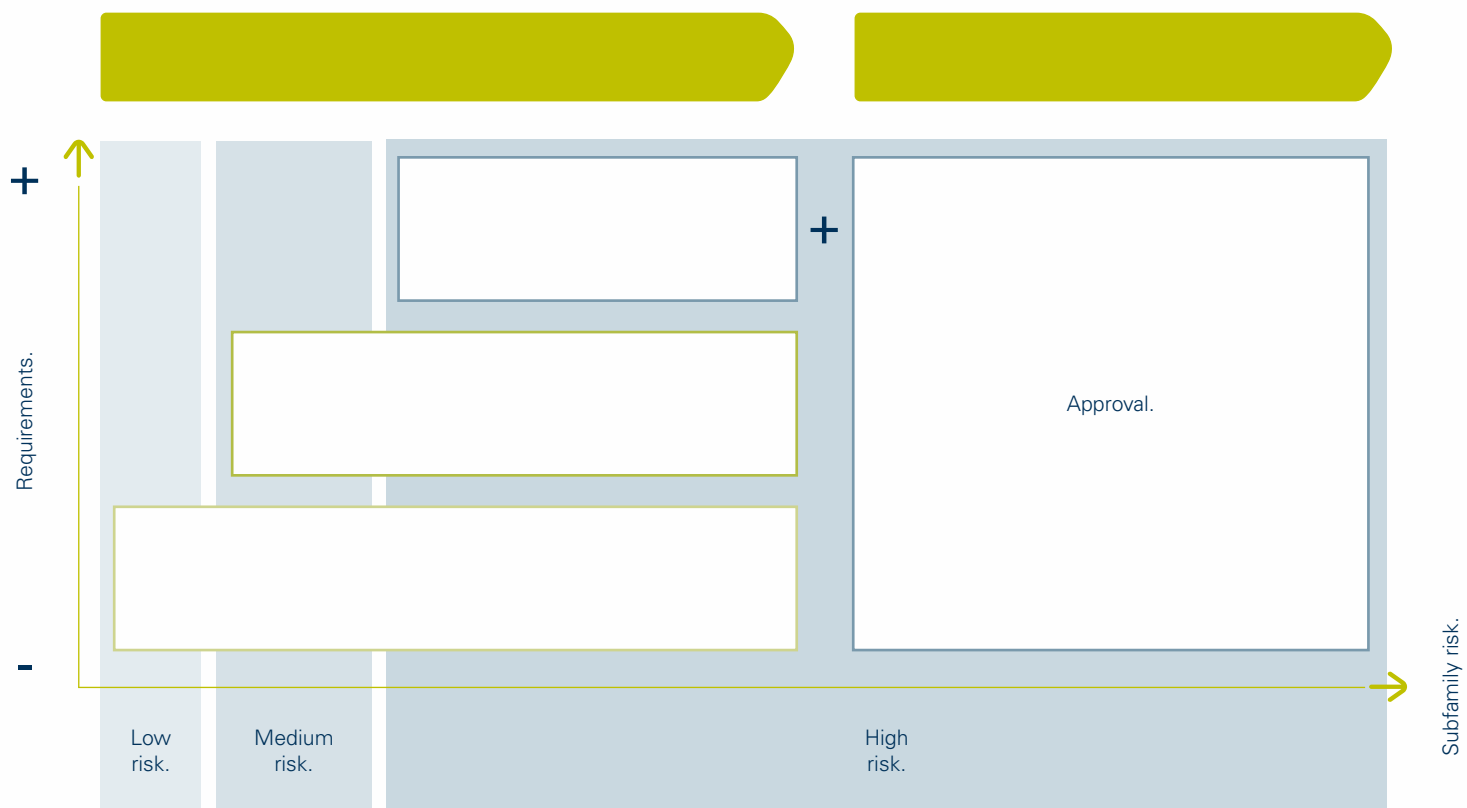 +
+
Requirements.
Approval.
-
Subfamily risk.
Low
risk.
Medium
risk.
High
risk.